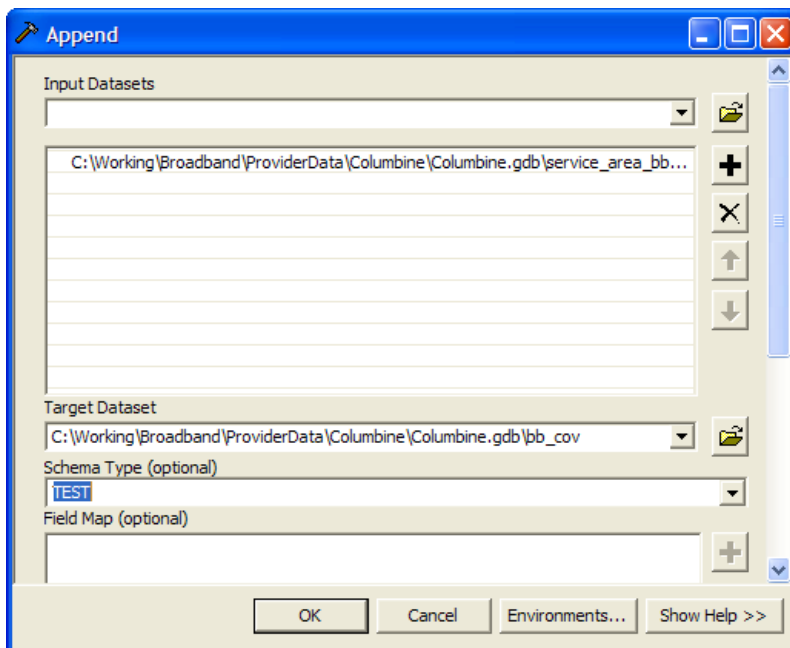 Append
Input Datasets
C:\Working\Broadband\ProviderData\Columbine\Columbine.gdb\service_area_bb...
Target Dataset
C:\Working\Broadband\ProviderData\Columbine\Columbine.gdb\bb_cov
Schema Type (optional)
TEST
Field Map (optional)
OK
Cancel
Environments...
Show Help >>